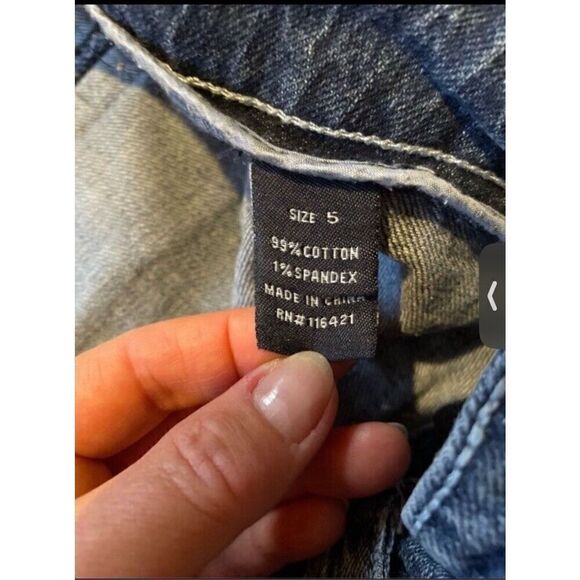 SIZE 5
99%COTTON
1%SPANDEX
MADE IN CHINA
RN#116421